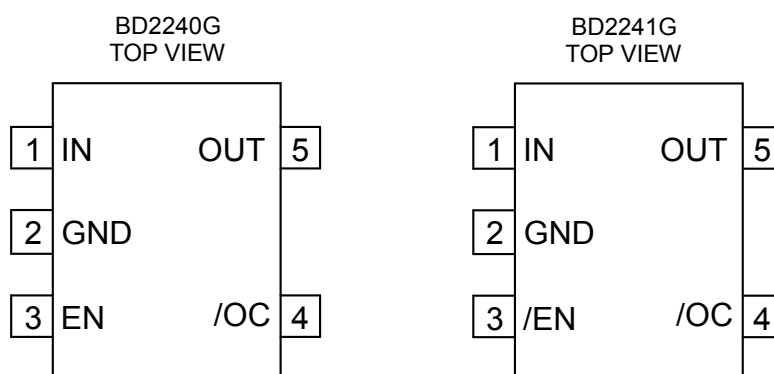 BD2240G
TOP VIEW
1 IN OUT 5
2 GND
3 EN /OC 4
BD2241G
TOP VIEW
1 IN OUT 5
2 GND
3 /EN /OC 4